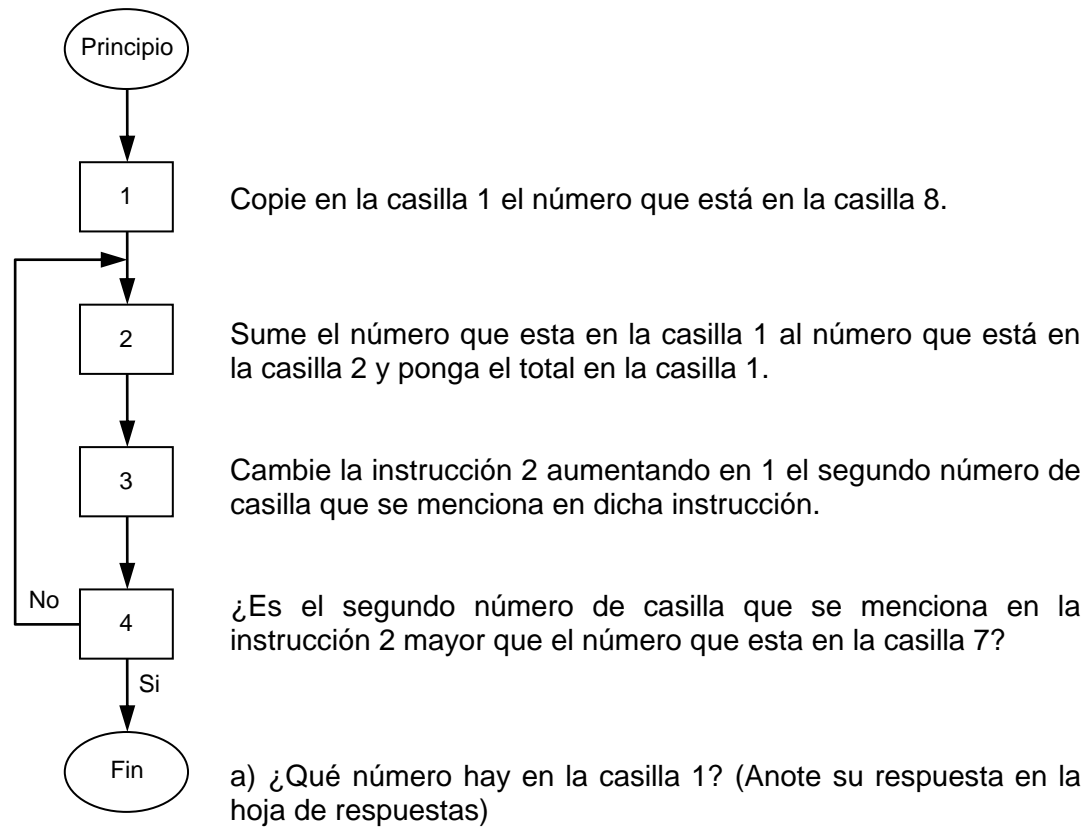 Principio
1
Copie en la casilla 1 el número que está en la casilla 8.
2
Sume el número que esta en la casilla 1 al número que está en
la casilla 2 y ponga el total en la casilla 1.
3
Cambie la instrucción 2 aumentando en 1 el segundo número de
casilla que se menciona en dicha instrucción.
No
4
¿Es el segundo número de casilla que se menciona en la
instrucción 2 mayor que el número que esta en la casilla 7?
Si
Fin
a) ¿Qué número hay en la casilla 1? (Anote su respuesta en la
hoja de respuestas)